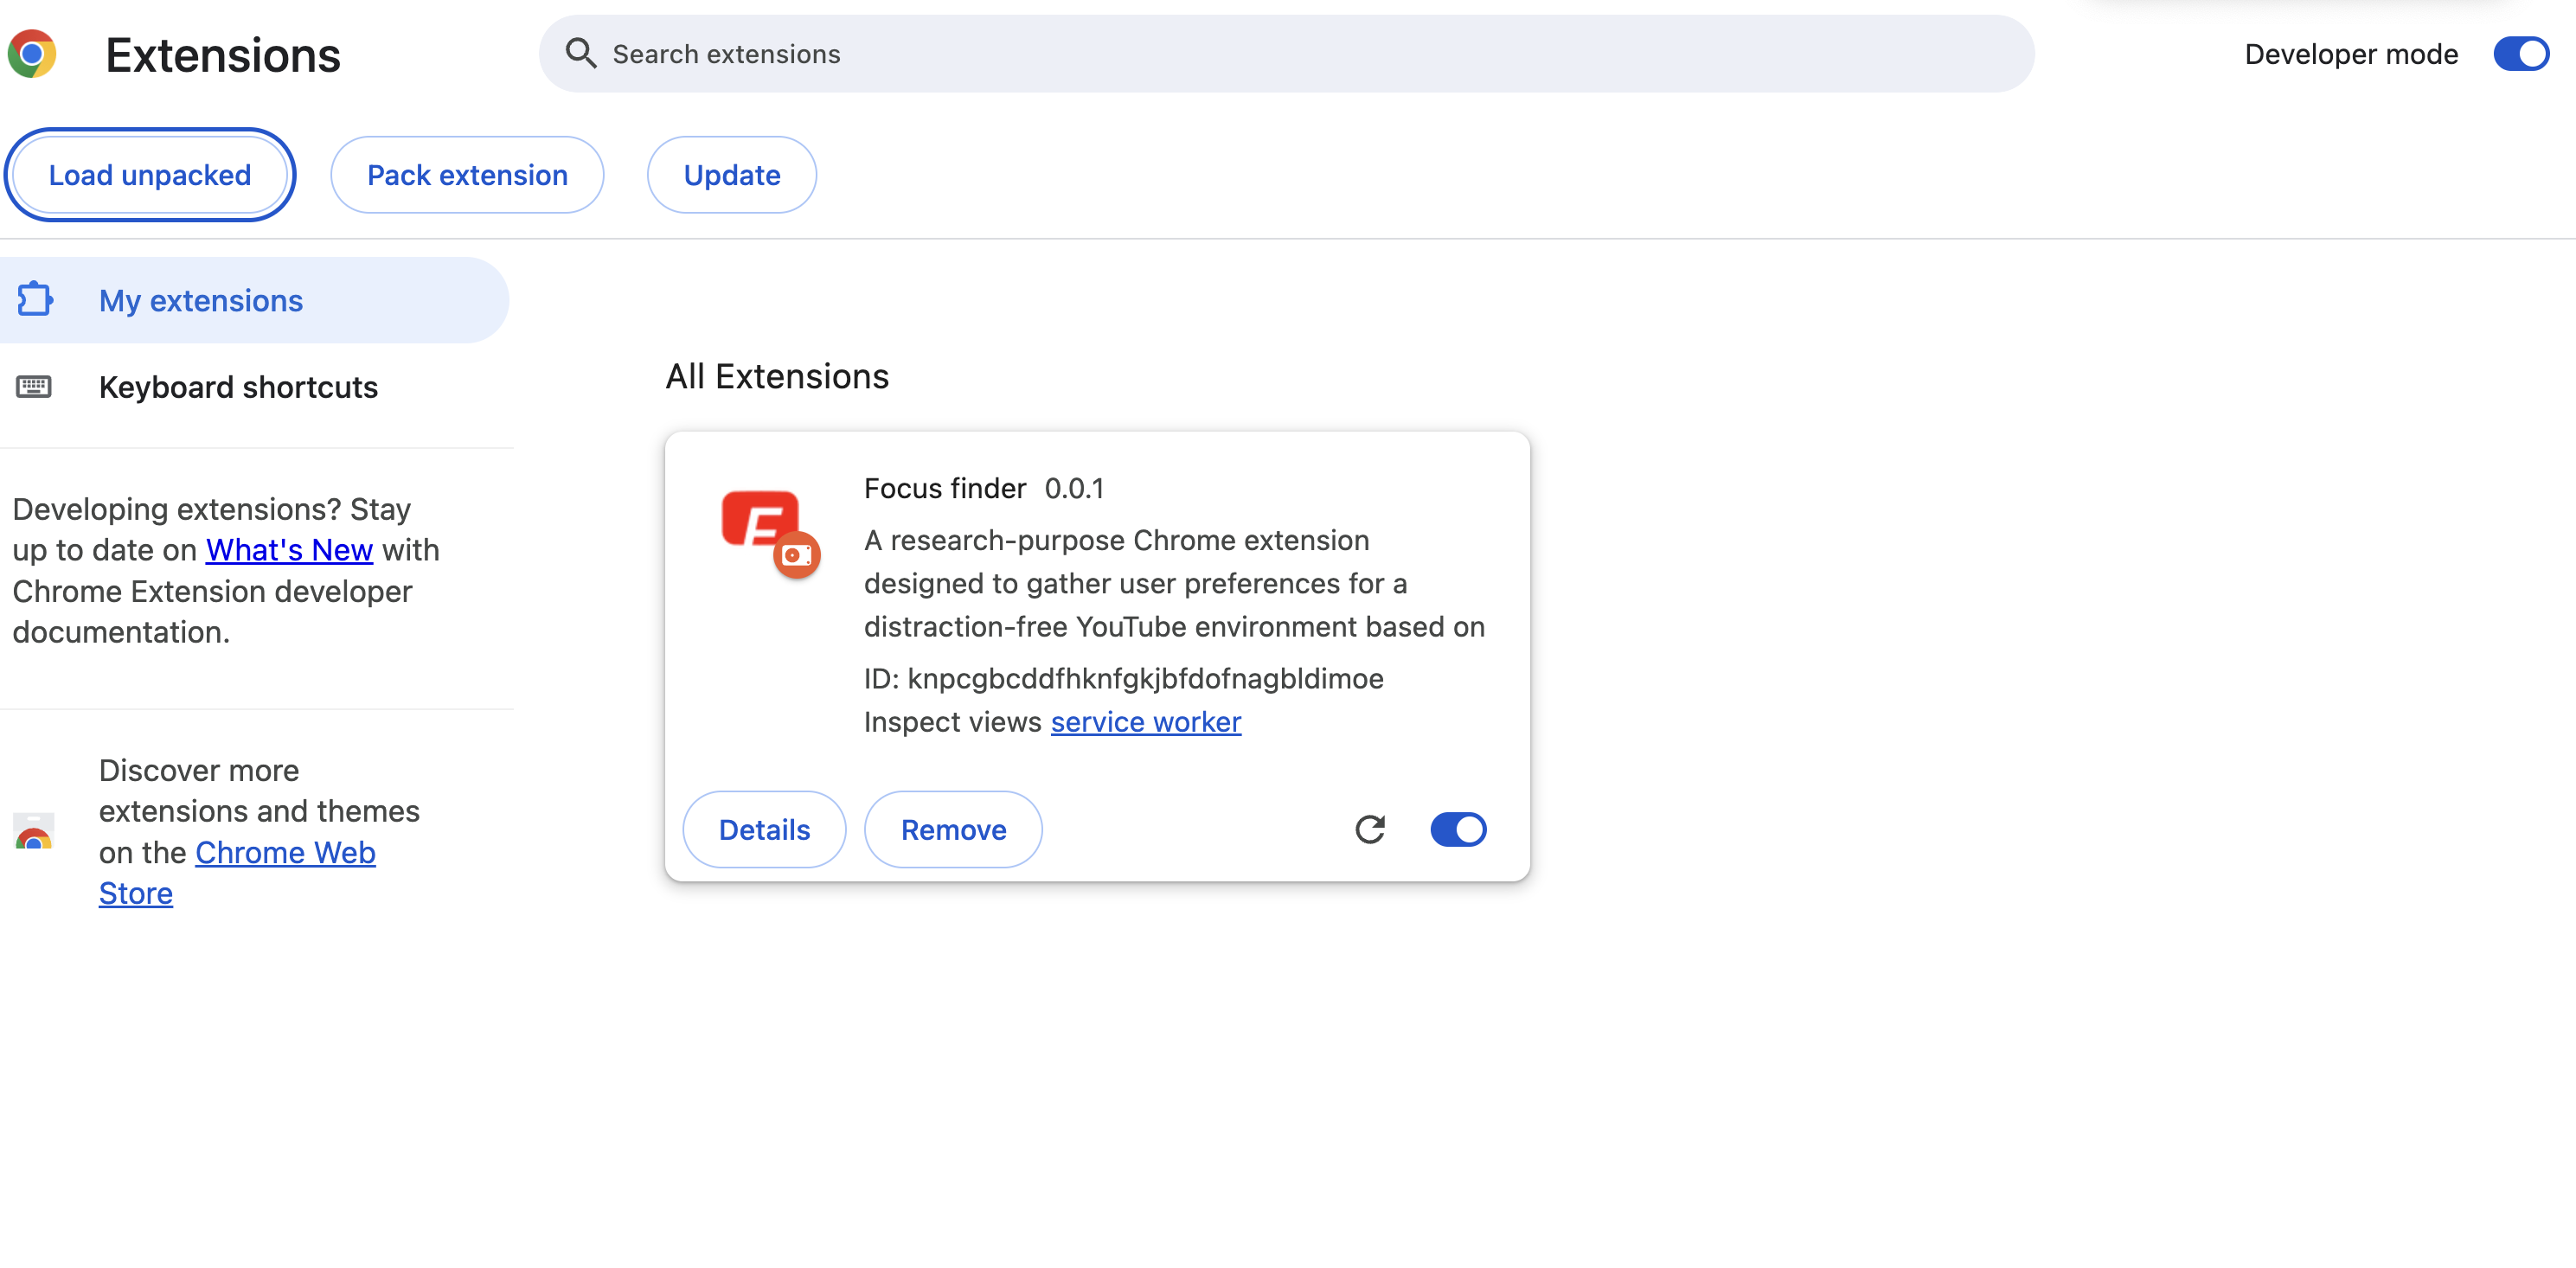 Extensions
Search extensions
Developer mode
Load unpacked
Pack extension
Update
My extensions
Keyboard shortcuts
Developing extensions? Stay
up to date on What's New with
Chrome Extension developer
documentation.
Discover more
extensions and themes
on the Chrome Web
Store
All Extensions
E
Focus finder 0.0.1
A research-purpose Chrome extension
designed to gather user preferences for a
distraction-free YouTube environment based on
ID: knpcgbcddfhknfgkjbfdofnagbldimoe
Inspect views service worker
Details
Remove